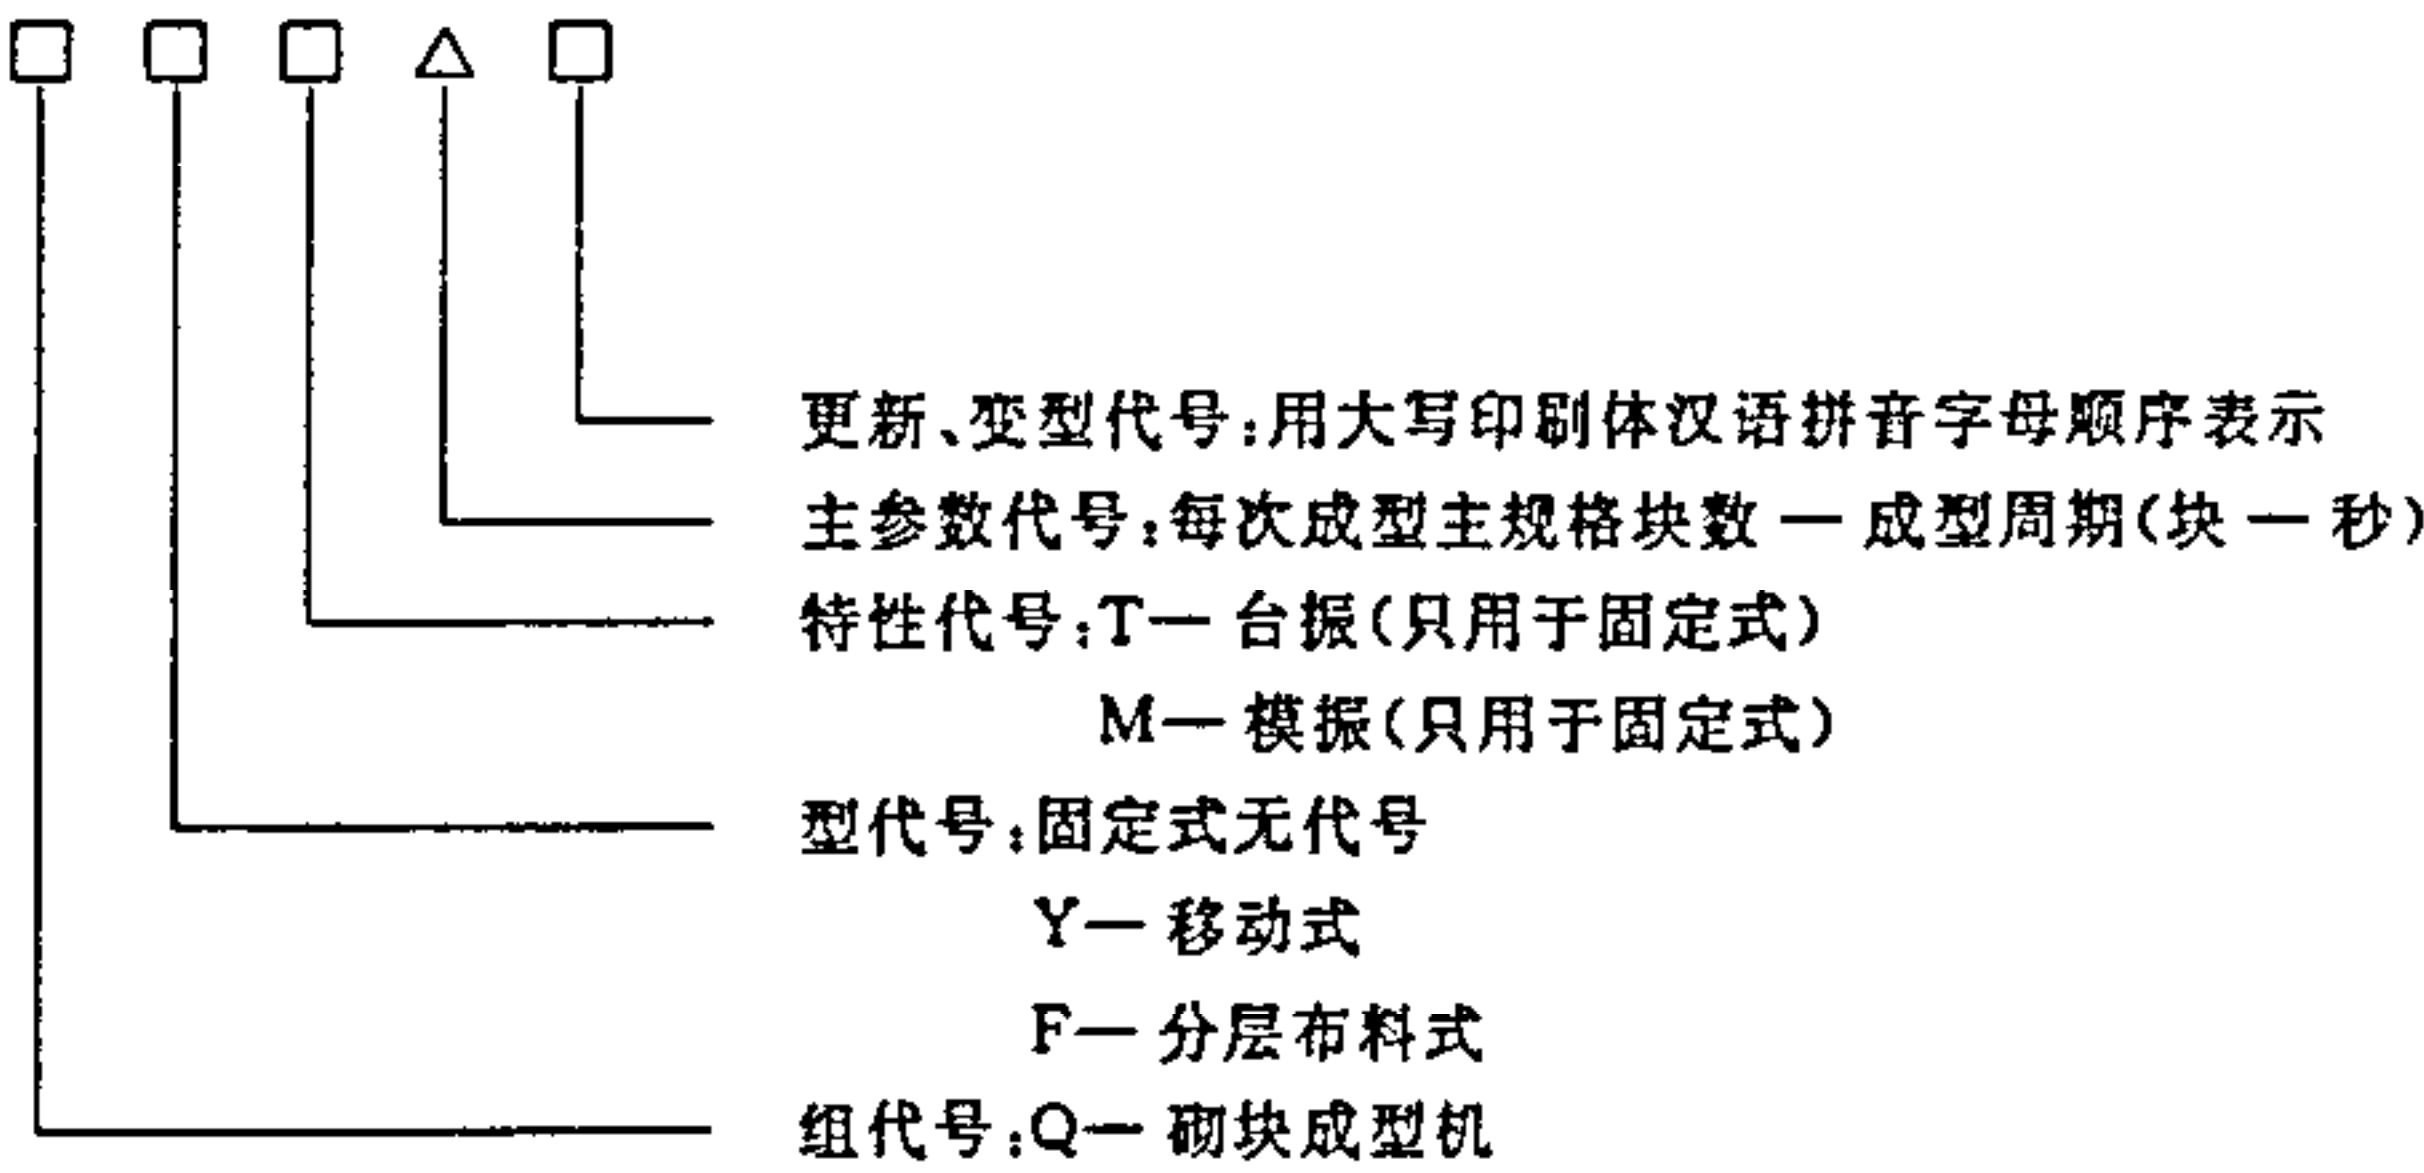 更新、变型代号:用大写印刷体汉语拼音字母顺序表示
主参数代号:每次成型主规格块数 — 成型周期(块 — 秒)
特性代号:T— 台振(只用于固定式)
M— 模振(只用于固定式)
型代号:固定式无代号
Y— 移动式
F— 分层布料式
组代号:Q— 砌块成型机